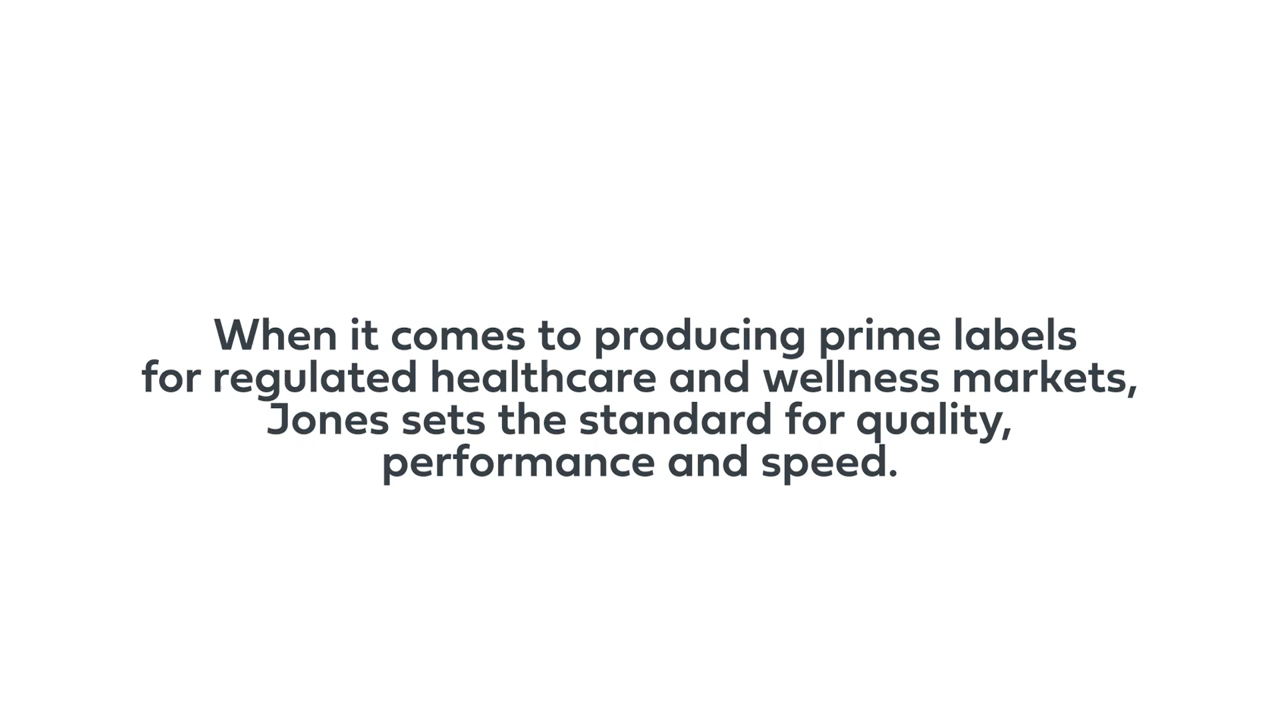 When it comes to producing prime labels
for regulated healthcare and wellness markets,
Jones sets the standard for quality,
performance and speed.